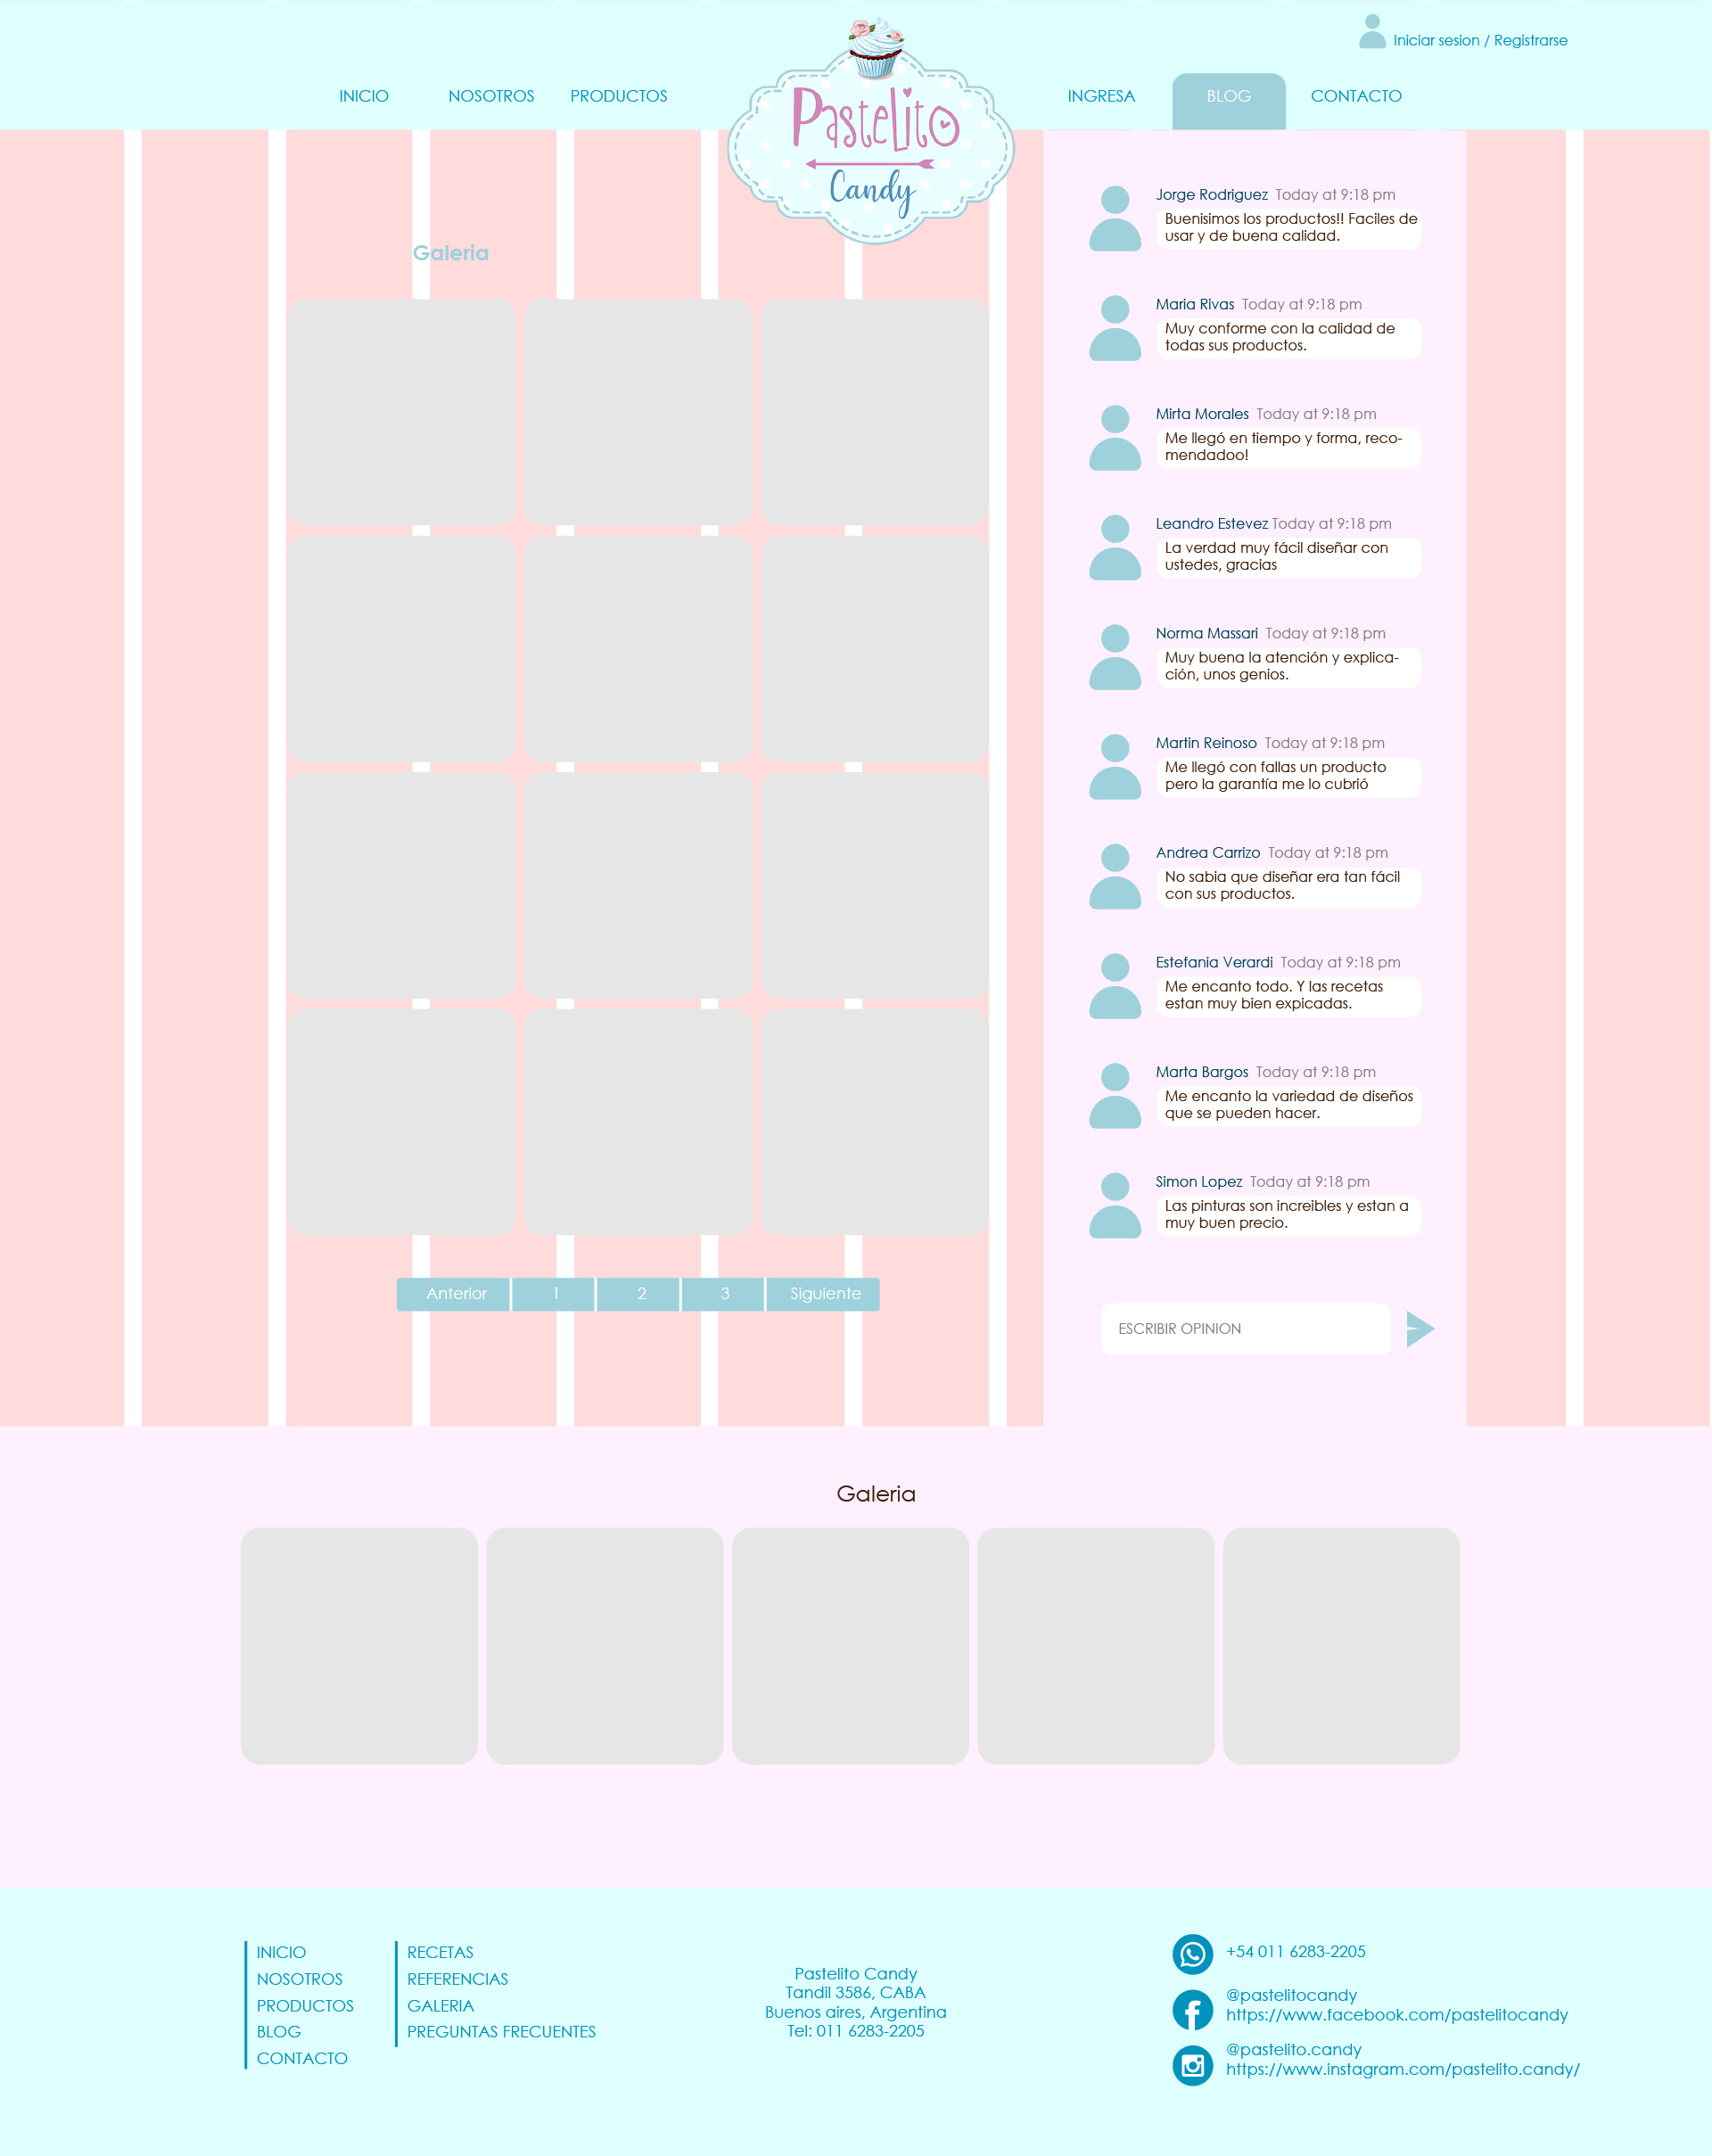 Iniciar sesion / Registrarse
INICIO NOSOTROS PRODUCTOS INGRESA BLOG CONTACTO
Pastelito
Candy
Galeria
Jorge Rodriguez Today at 9:18 pm
Buenisimos los productos!! Faciles de
usar y de buena calidad.
Maria Rivas Today at 9:18 pm
Muy conforme con la calidad de
todas sus productos.
Mirta Morales Today at 9:18 pm
Me llegó en tiempo y forma, reco-
mendadoo!
Leandro Estevez Today at 9:18 pm
La verdad muy fácil diseñar con
ustedes, gracias
Norma Massari Today at 9:18 pm
Muy buena la atención y explica-
ción, unos genios.
Martin Reinoso Today at 9:18 pm
Me llegó con fallas un producto
pero la garantía me lo cubrió
Andrea Carrizo Today at 9:18 pm
No sabia que diseñar era tan fácil
con sus productos.
Estefania Verardi Today at 9:18 pm
Me encanto todo. Y las recetas
estan muy bien expicadas.
Marta Bargos Today at 9:18 pm
Me encanto la variedad de diseños
que se pueden hacer.
Simon Lopez Today at 9:18 pm
Las pinturas son increibles y estan a
muy buen precio.
Anterior 1 2 3 Siguiente
ESCRIBIR OPINION
Galeria
INICIO
NOSOTROS
PRODUCTOS
BLOG
CONTACTO
RECETAS
REFERENCIAS
GALERIA
PREGUNTAS FRECUENTES
Pastelito Candy
Tandil 3586, CABA
Buenos aires, Argentina
Tel: 011 6283-2205
+54 011 6283-2205
@pastelitocandy
https://www.facebook.com/pastelitocandy
@pastelito.candy
https://www.instagram.com/pastelito.candy/